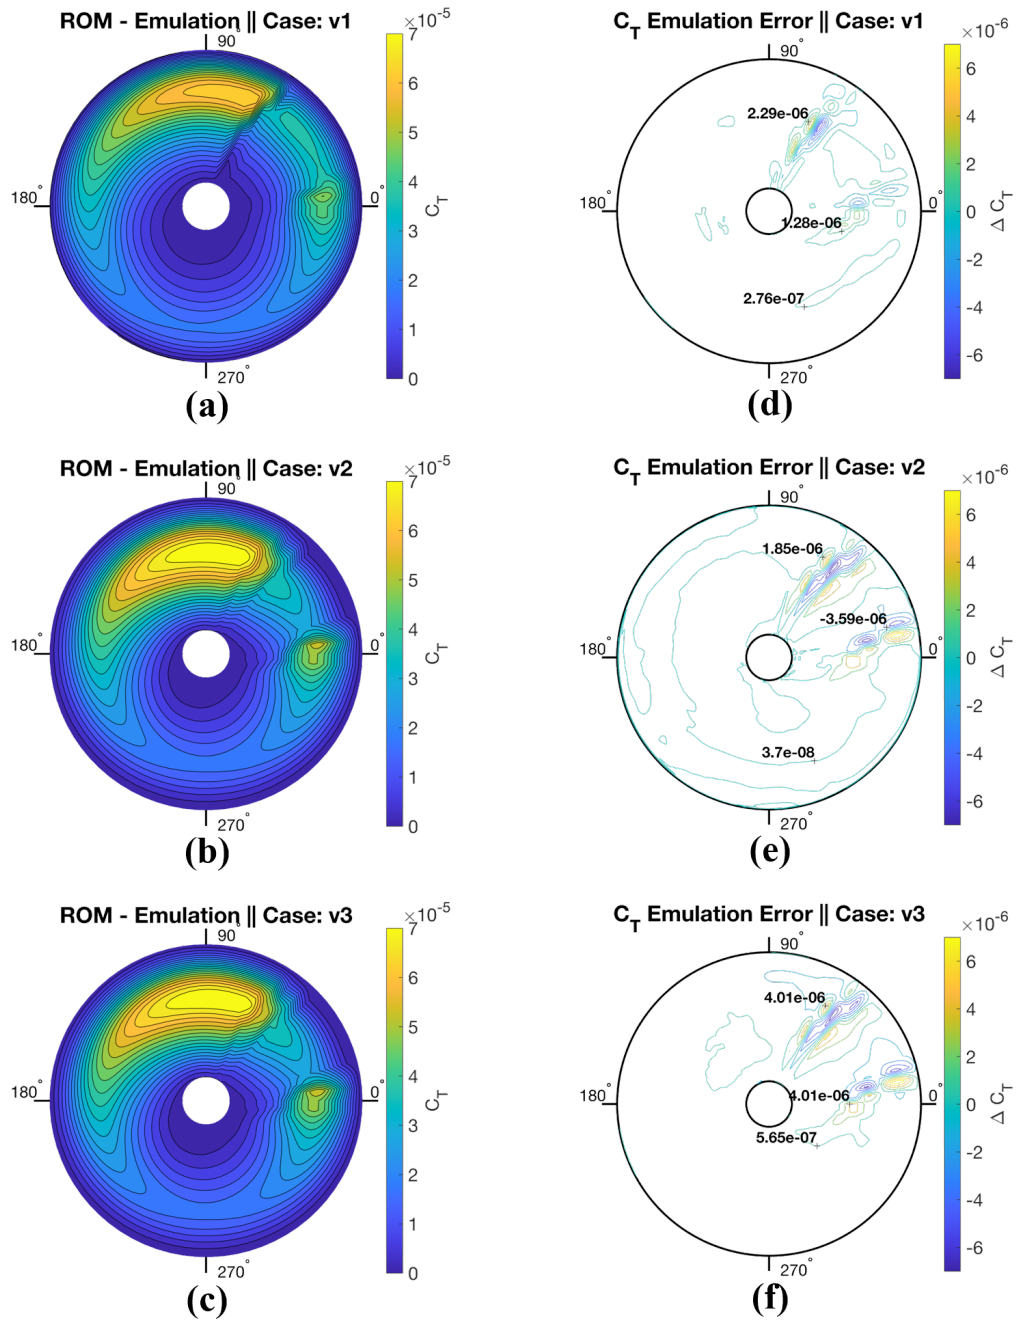 ROM - Emulation || Case: v1
90°
180°
0°
270°
×10⁻⁵
7
6
5
4
3
2
1
0
C_T
(a)
C_T Emulation Error || Case: v1
90°
180°
0°
270°
2.29e-06
1.28e-06
2.76e-07
×10⁻⁶
6
4
2
0
-2
-4
-6
Δ C_T
(d)
ROM - Emulation || Case: v2
90°
180°
0°
270°
×10⁻⁵
7
6
5
4
3
2
1
0
C_T
(b)
C_T Emulation Error || Case: v2
90°
180°
0°
270°
1.85e-06
-3.59e-06
3.7e-08
×10⁻⁶
6
4
2
0
-2
-4
-6
Δ C_T
(e)
ROM - Emulation || Case: v3
90°
180°
0°
270°
×10⁻⁵
7
6
5
4
3
2
1
0
C_T
(c)
C_T Emulation Error || Case: v3
90°
180°
0°
270°
4.01e-06
4.01e-06
5.65e-07
×10⁻⁶
6
4
2
0
-2
-4
-6
Δ C_T
(f)